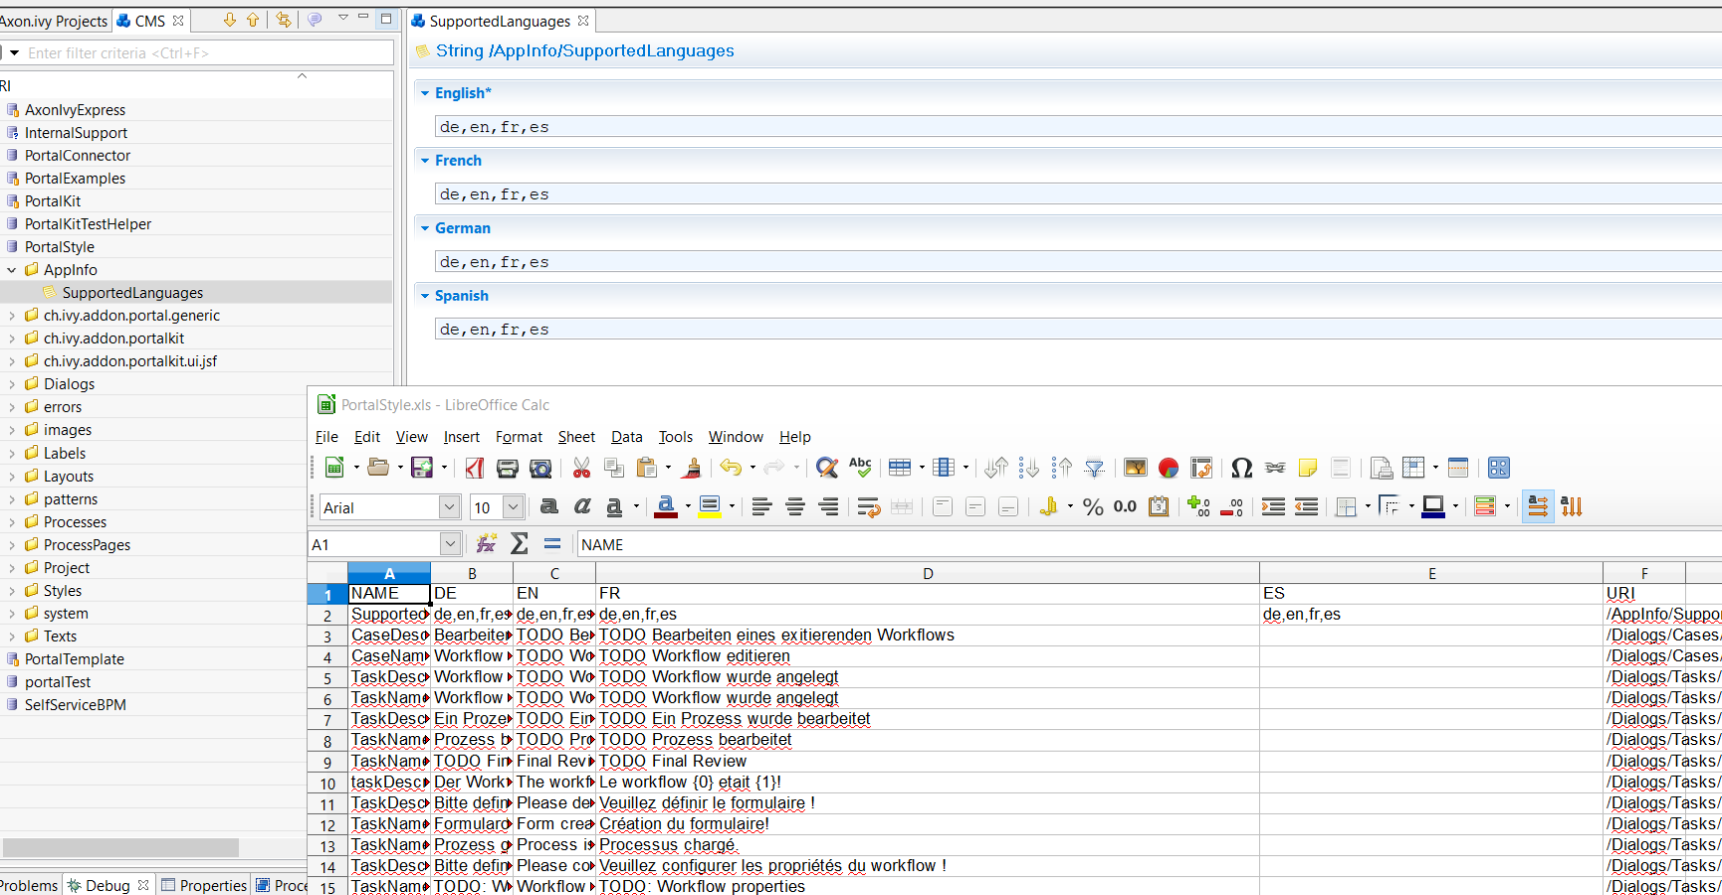 Axon.ivy Projects
CMS
Enter filter criteria <Ctrl+F>
RI
AxonIvyExpress
InternalSupport
PortalConnector
PortalExamples
PortalKit
PortalKitTestHelper
PortalStyle
AppInfo
SupportedLanguages
ch.ivy.addon.portal.generic
ch.ivy.addon.portalkit
ch.ivy.addon.portalkit.ui.jsf
Dialogs
errors
images
Labels
Layouts
patterns
Processes
ProcessPages
Project
Styles
system
Texts
PortalTemplate
portalTest
SelfServiceBPM
Problems
Debug
Properties
Proce
SupportedLanguages
String /AppInfo/SupportedLanguages
English*
de,en,fr,es
French
de,en,fr,es
German
de,en,fr,es
Spanish
de,en,fr,es
PortalStyle.xls - LibreOffice Calc
File Edit View Insert Format Sheet Data Tools Window Help
Arial 10
A1 NAME
A B C D E F
1 NAME DE EN FR ES URI
2 Supported de,en,fr,es de,en,fr,es de,en,fr,es de,en,fr,es /AppInfo/Suppo
3 CaseDesc Bearbeiter TODO Be TODO Bearbeiten eines exitierenden Workflows /Dialogs/Cases/
4 CaseName Workflow TODO Wo TODO Workflow editieren /Dialogs/Cases/
5 TaskDesc Workflow TODO Wo TODO Workflow wurde angelegt /Dialogs/Tasks/
6 TaskName Workflow TODO Wo TODO Workflow wurde angelegt /Dialogs/Tasks/
7 TaskDesc Ein Proze TODO Ein TODO Ein Prozess wurde bearbeitet /Dialogs/Tasks/
8 TaskName Prozess b TODO Pro TODO Prozess bearbeitet /Dialogs/Tasks/
9 TaskName TODO Fin Final Revi TODO Final Review /Dialogs/Tasks/
10 taskDescr Der Work The workf Le workflow {0} etait {1}! /Dialogs/Tasks/
11 TaskDesc Bitte defin Please de Veuillez définir le formulaire ! /Dialogs/Tasks/
12 TaskName Formularc Form crea Création du formulaire! /Dialogs/Tasks/
13 TaskName Prozess g Process is Processus chargé. /Dialogs/Tasks/
14 TaskDesc Bitte defin Please co Veuillez configurer les propriétés du workflow ! /Dialogs/Tasks/
15 TaskName TODO: W Workflow TODO: Workflow properties /Dialogs/Tasks/